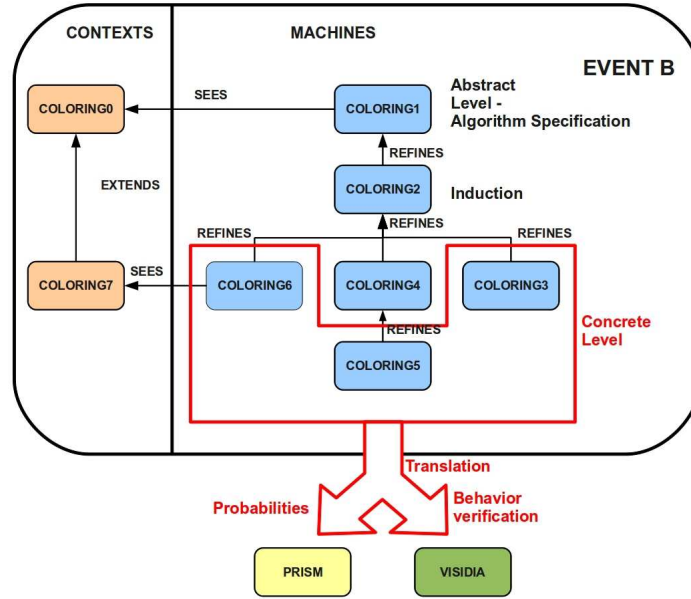 CONTEXTS
MACHINES
EVENT B
COLORING0
SEES
COLORING1
Abstract
Level -
Algorithm Specification
REFINES
EXTENDS
COLORING2
Induction
REFINES
REFINES
REFINES
COLORING7
SEES
COLORING6
COLORING4
COLORING3
REFINES
Concrete
Level
COLORING5
Translation
Probabilities
Behavior
verification
PRISM
VISIDIA